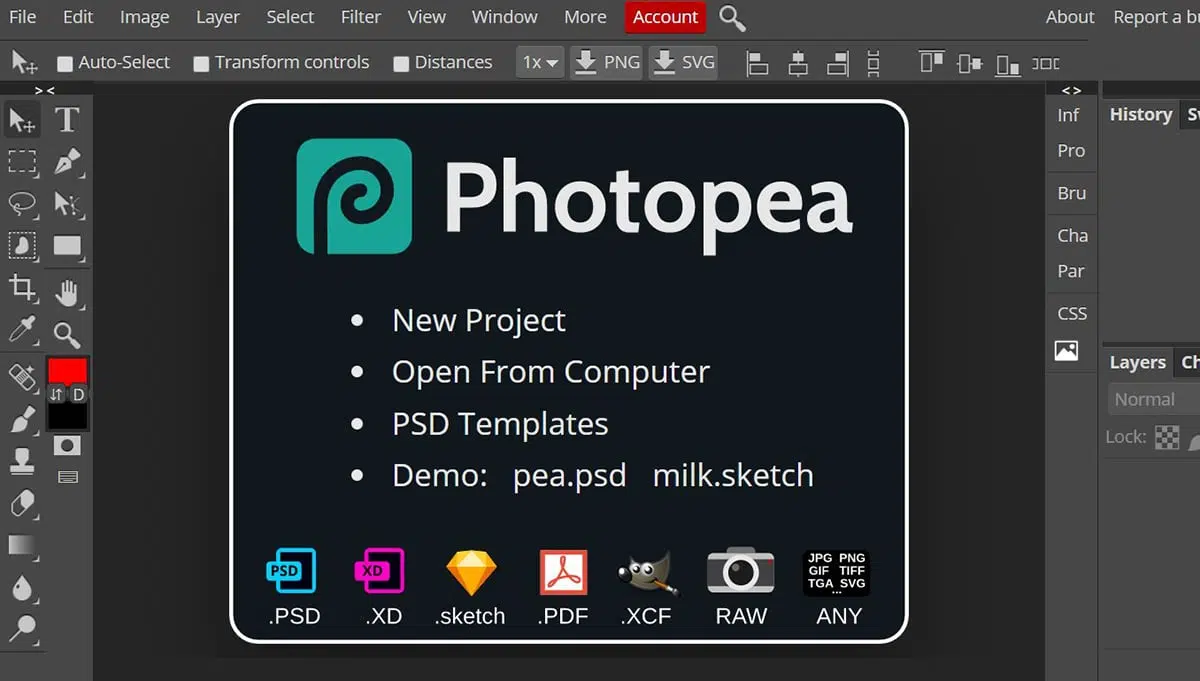 File Edit Image Layer Select Filter View Window More Account About Report a bu
Auto-Select Transform controls Distances 1x PNG SVG
> <
< >
T
Inf
Pro
Bru
Cha
Par
CSS
History Sw
Photopea
New Project
Open From Computer
PSD Templates
Demo: pea.psd milk.sketch
D
Layers Ch
Normal
Lock:
PSD
XD
JPG PNG
GIF TIFF
TGA SVG
...
.PSD .XD .sketch .PDF .XCF RAW ANY